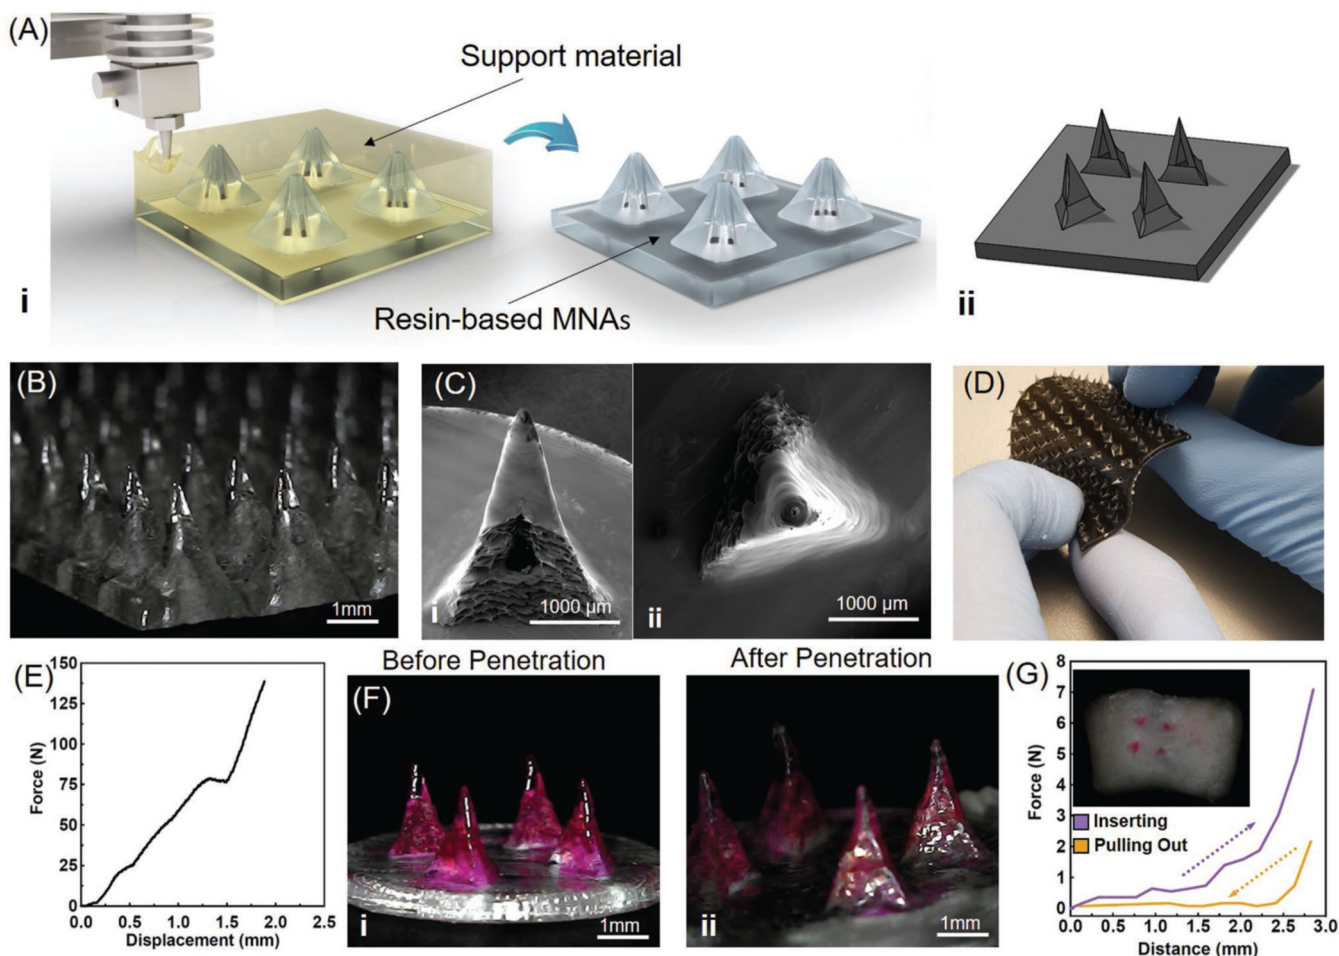 (A)
Support material
Resin-based MNAs
i
ii
(B)
1mm
(C)
i
1000 µm
ii
1000 µm
(D)
(E)
Force (N)
150
125
100
75
50
25
0
0.0 0.5 1.0 1.5 2.0 2.5
Displacement (mm)
Before Penetration
After Penetration
(F)
i
1mm
ii
1mm
(G)
Force (N)
8
7
6
5
4
3
2
1
0
Inserting
Pulling Out
0.0 0.5 1.0 1.5 2.0 2.5 3.0
Distance (mm)